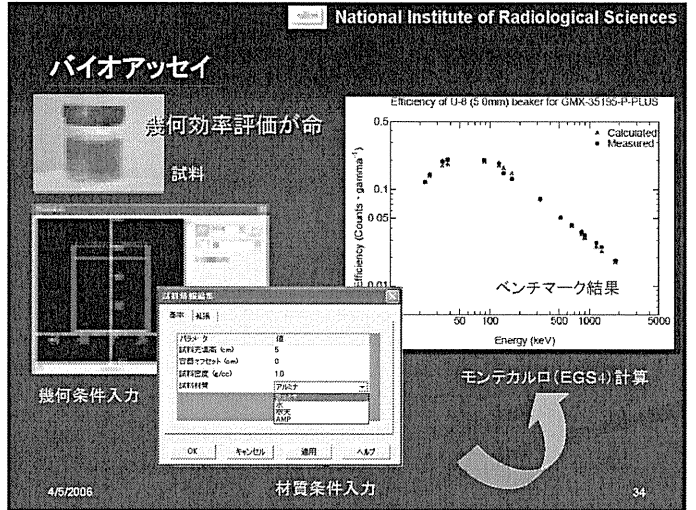 National Institute of Radiological Sciences
バイオアッセイ
幾何効率評価が命
試料
Efficiency of U-8 (5.0mm) beaker for GMX-35195-P-PLUS
Calculated
Measured
Efficiency (Counts・gamma⁻¹)
0.5
0.1
0.05
0.01
50 100 500 1000 5000
Energy (keV)
ベンチマーク結果
幾何条件入力
試料情報編集
基本 拡張
パラメータ 値
試料充填高 (cm) 5
容器オフセット (cm) 0
試料密度 (g/cc) 1.0
試料材質 アルミナ
アルミナ
水
寒天
AMP
OK キャンセル 適用 ヘルプ
材質条件入力
モンテカルロ(EGS4)計算
4/5/2006
34